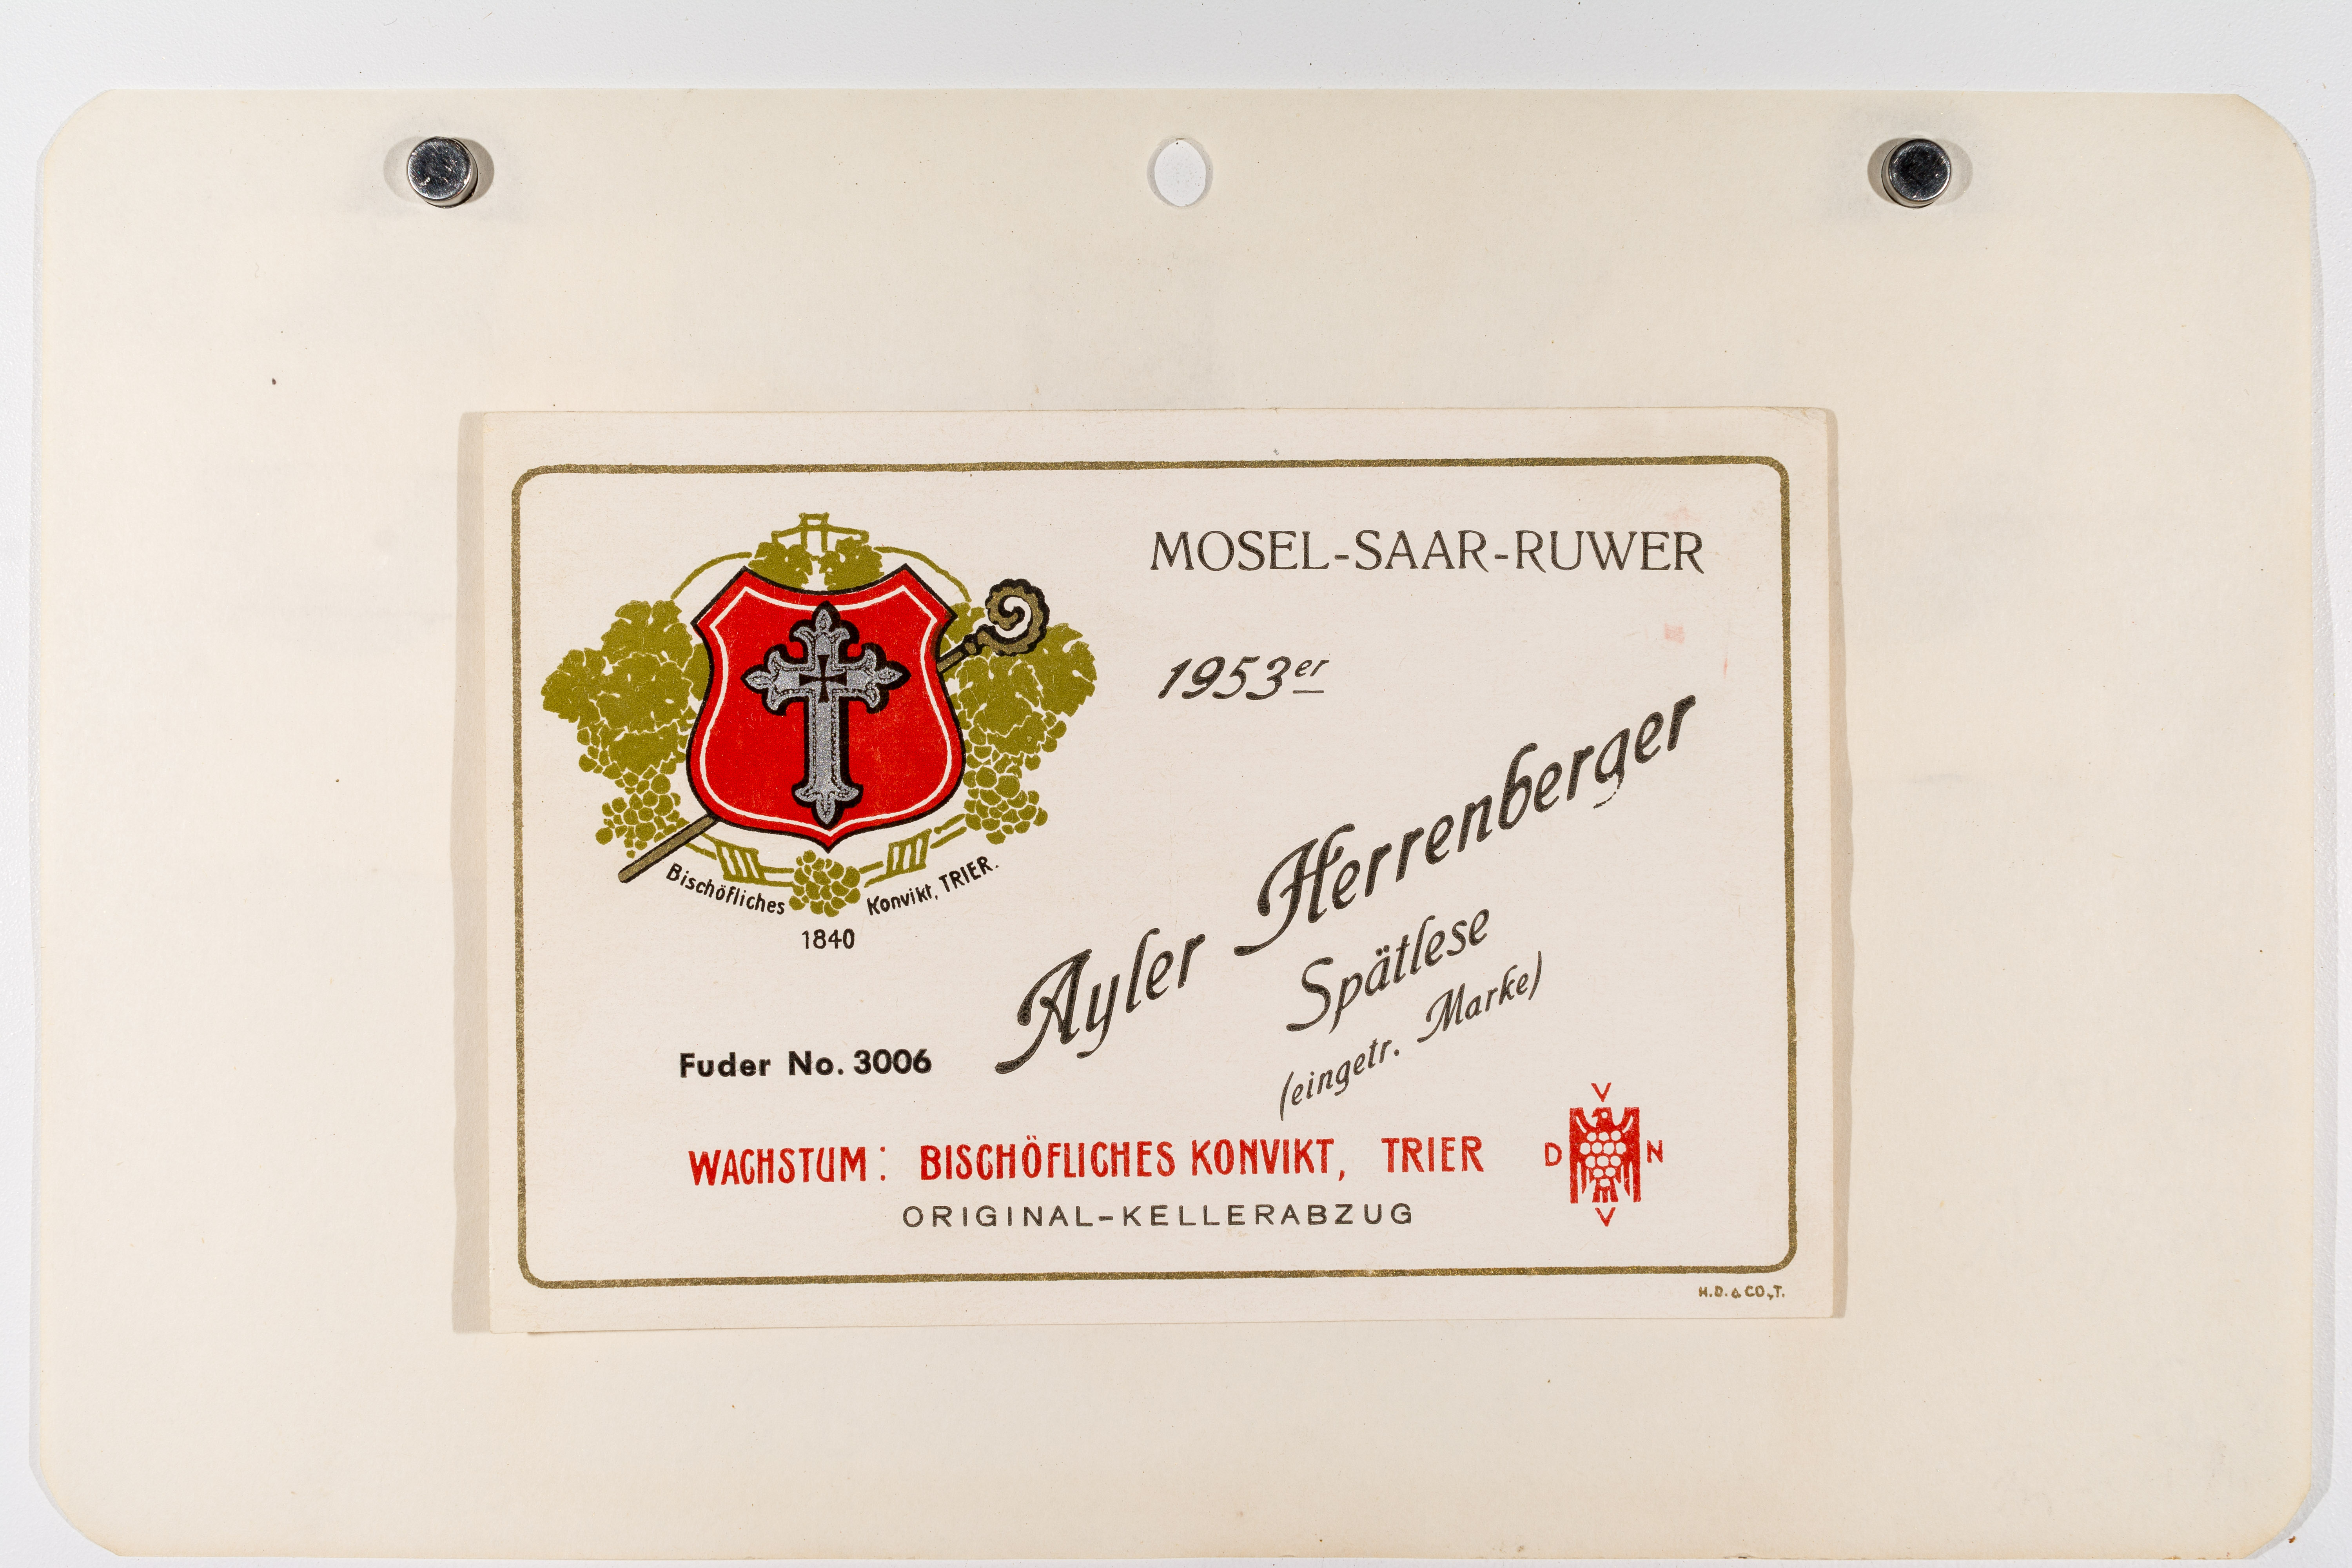 MOSEL-SAAR-RUWER
1953er
Ayler Herrenberger
Spätlese
(eingetr. Marke)
Bischöfliches Konvikt, TRIER.
1840
Fuder No. 3006
WACHSTUM: BISCHÖFLICHES KONVIKT, TRIER
V
D N
V
ORIGINAL-KELLERABZUG
H.D. & CO., T.